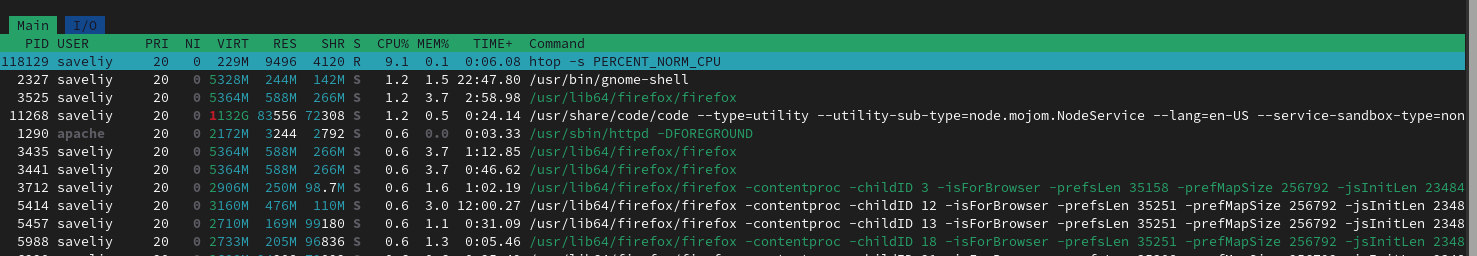 Main I/O
PID USER PRI NI VIRT RES SHR S CPU% MEM% TIME+ Command
118129 saveliy 20 0 229M 9496 4120 R 9.1 0.1 0:06.08 htop -s PERCENT_NORM_CPU
2327 saveliy 20 0 5328M 244M 142M S 1.2 1.5 22:47.80 /usr/bin/gnome-shell
3525 saveliy 20 0 5364M 588M 266M S 1.2 3.7 2:58.98 /usr/lib64/firefox/firefox
11268 saveliy 20 0 1132G 83556 72308 S 1.2 0.5 0:24.14 /usr/share/code/code --type=utility --utility-sub-type=node.mojom.NodeService --lang=en-US --service-sandbox-type=non
1290 apache 20 0 2172M 3244 2792 S 0.6 0.0 0:03.33 /usr/sbin/httpd -DFOREGROUND
3435 saveliy 20 0 5364M 588M 266M S 0.6 3.7 1:12.85 /usr/lib64/firefox/firefox
3441 saveliy 20 0 5364M 588M 266M S 0.6 3.7 0:46.62 /usr/lib64/firefox/firefox
3712 saveliy 20 0 2906M 250M 98.7M S 0.6 1.6 1:02.19 /usr/lib64/firefox/firefox -contentproc -childID 3 -isForBrowser -prefsLen 35158 -prefMapSize 256792 -jsInitLen 23484
5414 saveliy 20 0 3160M 476M 110M S 0.6 3.0 12:00.27 /usr/lib64/firefox/firefox -contentproc -childID 12 -isForBrowser -prefsLen 35251 -prefMapSize 256792 -jsInitLen 2348
5457 saveliy 20 0 2710M 169M 99180 S 0.6 1.1 0:31.09 /usr/lib64/firefox/firefox -contentproc -childID 13 -isForBrowser -prefsLen 35251 -prefMapSize 256792 -jsInitLen 2348
5988 saveliy 20 0 2733M 205M 96836 S 0.6 1.3 0:05.46 /usr/lib64/firefox/firefox -contentproc -childID 18 -isForBrowser -prefsLen 35251 -prefMapSize 256792 -jsInitLen 2348